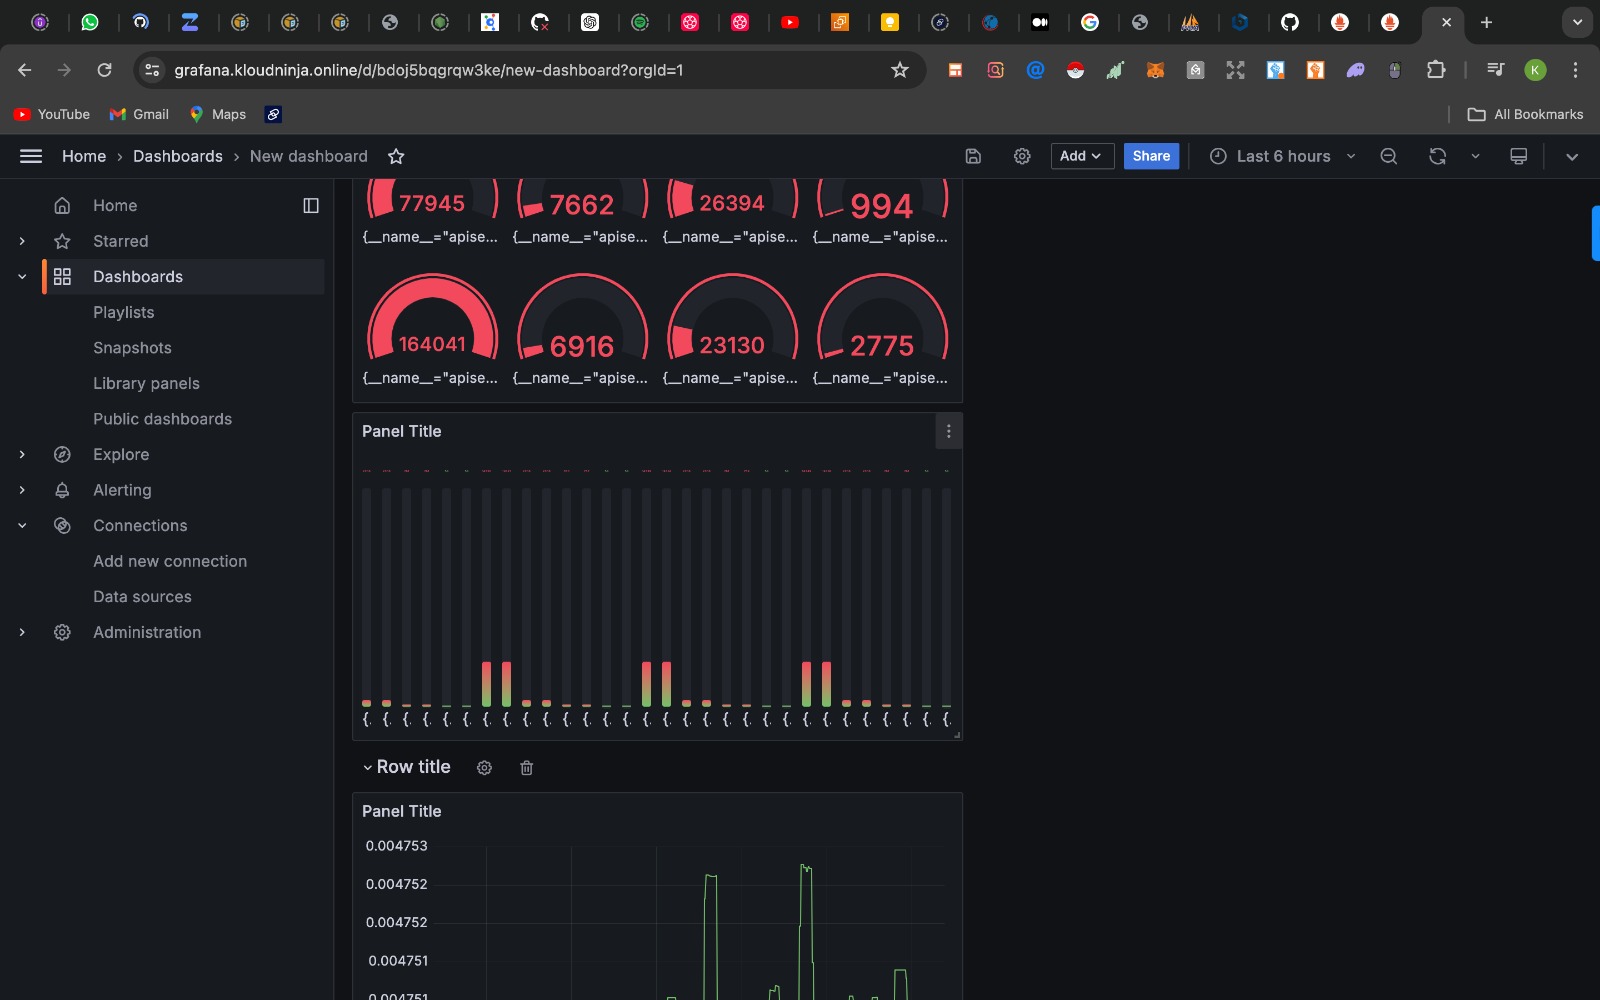 grafana.kloudninja.online/d/bdoj5bqgrqw3ke/new-dashboard?orgId=1
K
YouTube
Gmail
Maps
All Bookmarks
Home › Dashboards › New dashboard
Add
Share
Last 6 hours
Home
Starred
Dashboards
Playlists
Snapshots
Library panels
Public dashboards
Explore
Alerting
Connections
Add new connection
Data sources
Administration
77945 7662 26394 994
{__name__="apise... {__name__="apise... {__name__="apise... {__name__="apise...
164041 6916 23130 2775
{__name__="apise... {__name__="apise... {__name__="apise... {__name__="apise...
Panel Title
{. {. {. {. {. {. {. {. {. {. {. {. {. {. {. {. {. {. {. {. {. {. {. {. {. {. {. {. {. {.
Row title
Panel Title
0.004753
0.004752
0.004752
0.004751
0.004751